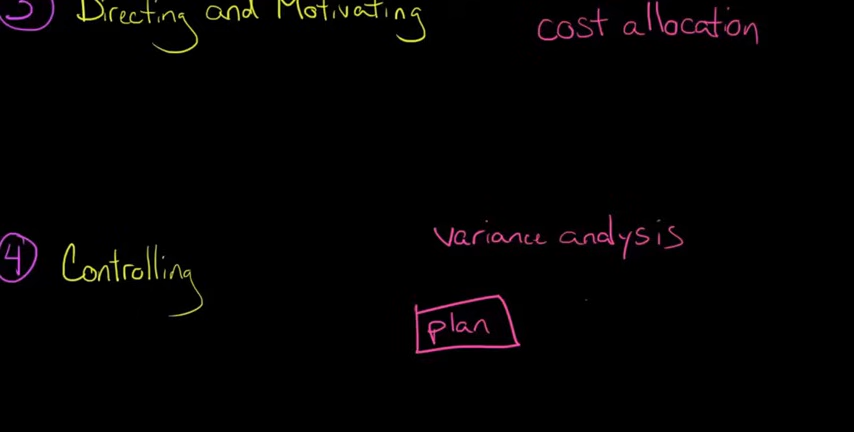 3 Directing and Motivating
cost allocation
variance analysis
4 Controlling
plan